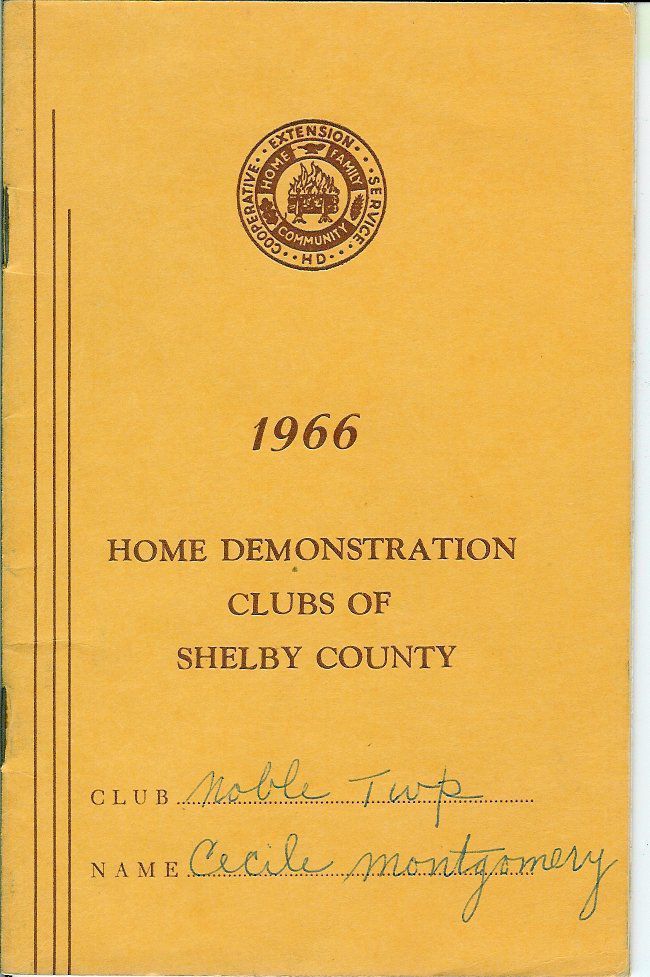 COOPERATIVE · · EXTENSION · · · SERVICE · · · HD · · ·
HOME FAMILY COMMUNITY
1966
HOME DEMONSTRATION
CLUBS OF
SHELBY COUNTY
CLUB Noble Twp
NAME Cecile Montgomery